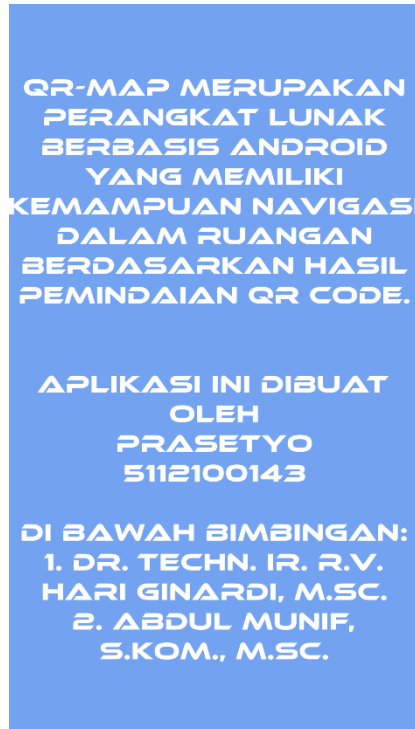 QR-MAP MERUPAKAN
PERANGKAT LUNAK
BERBASIS ANDROID
YANG MEMILIKI
KEMAMPUAN NAVIGASI
DALAM RUANGAN
BERDASARKAN HASIL
PEMINDAIAN QR CODE.
APLIKASI INI DIBUAT
OLEH
PRASETYO
5112100143
DI BAWAH BIMBINGAN:
1. DR. TECHN. IR. R.V.
HARI GINARDI, M.SC.
2. ABDUL MUNIF,
S.KOM., M.SC.